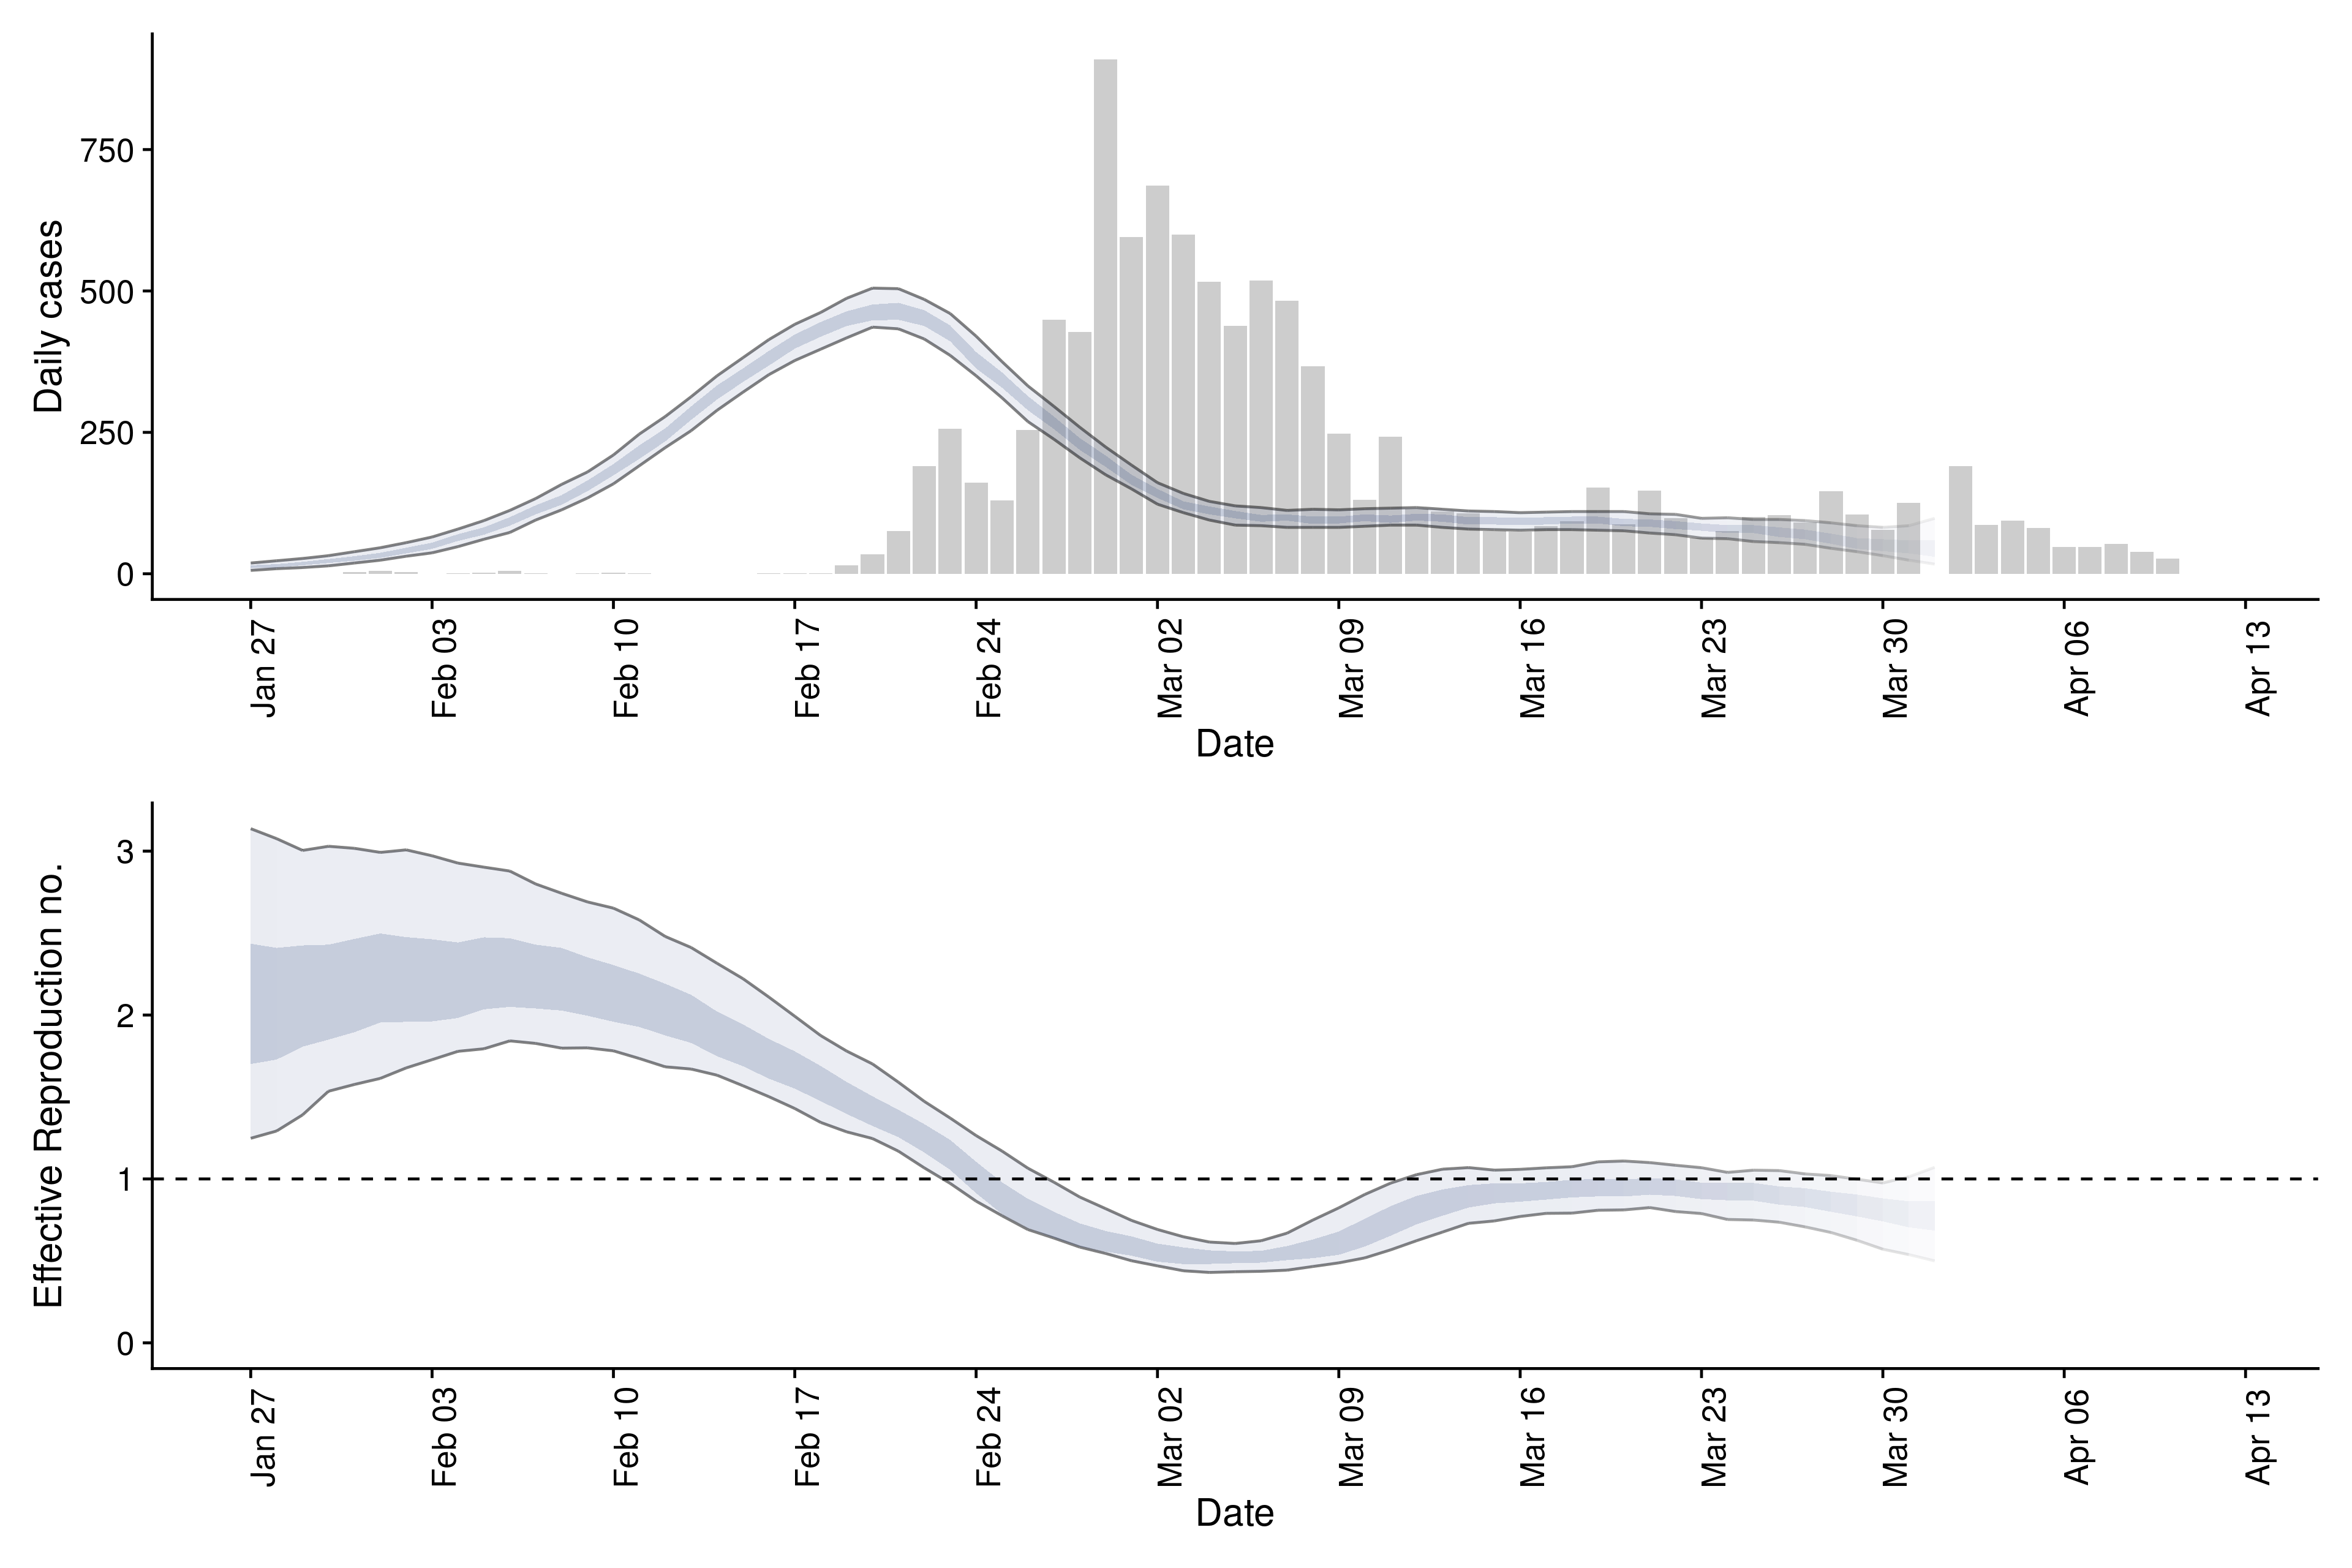 Daily cases
750
500
250
0
Jan 27
Feb 03
Feb 10
Feb 17
Feb 24
Mar 02
Mar 09
Mar 16
Mar 23
Mar 30
Apr 06
Apr 13
Date
Effective Reproduction no.
3
2
1
0
Jan 27
Feb 03
Feb 10
Feb 17
Feb 24
Mar 02
Mar 09
Mar 16
Mar 23
Mar 30
Apr 06
Apr 13
Date